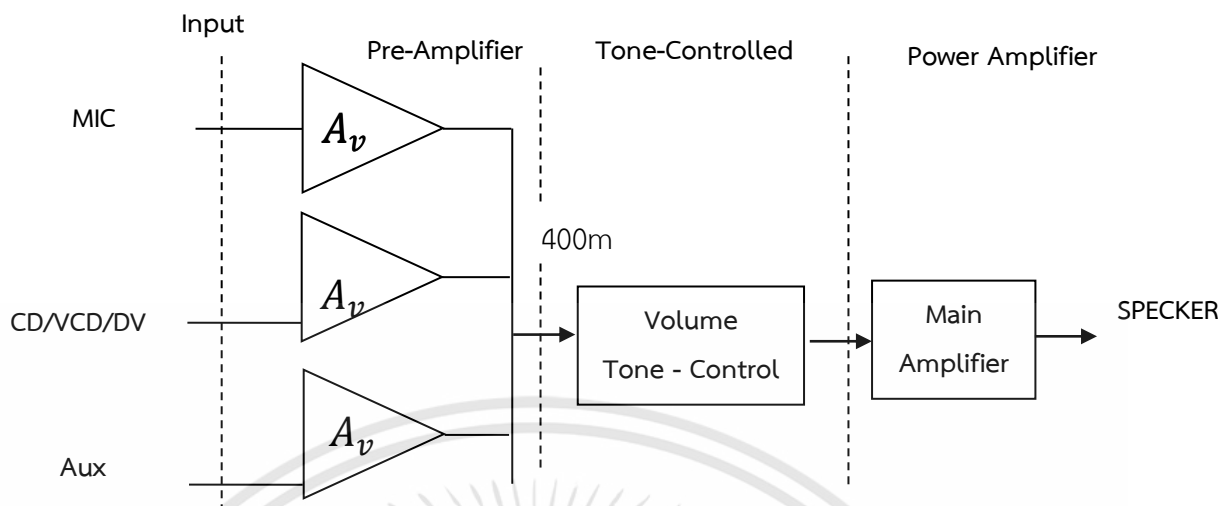 Input
Pre-Amplifier
Tone-Controlled
Power Amplifier
MIC
A_v
400m
CD/VCD/DV
A_v
Volume
Tone - Control
Main
Amplifier
SPECKER
Aux
A_v